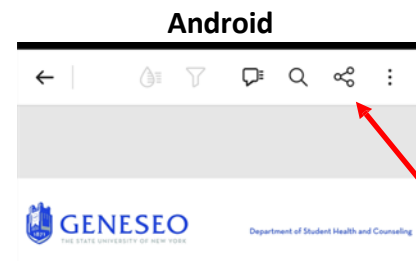 Android
GENESEO
THE STATE UNIVERSITY OF NEW YORK
Department of Student Health and Counseling